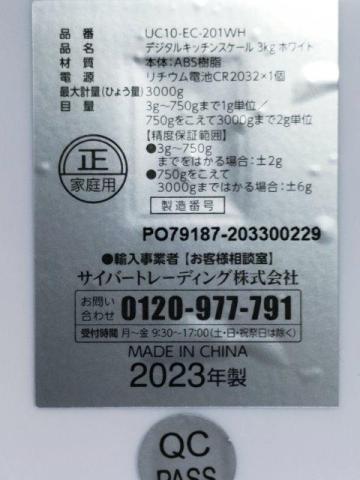 品　番　UC10-EC-201WH
品　名　デジタルキッチンスケール 3kg ホワイト
材　質　本体：ABS樹脂
電　源　リチウム電池CR2032×1個
最大計量(ひょう量) 3000g
目　量　3g～750gまで1g単位／
750gをこえて3000gまで2g単位
【精度保証範囲】
●3g～750g
までをはかる場合：±2g
●750gをこえて
3000gまでをはかる場合：±6g
正
家庭用
製造番号
PO79187-203300229
●輸入事業者【お客様相談室】
サイバートレーディング株式会社
お問い合わせ 0120-977-791
受付時間 月～金 9:30～17:00(土・日・祝祭日は除く)
MADE IN CHINA
2023年製
QC
PASS